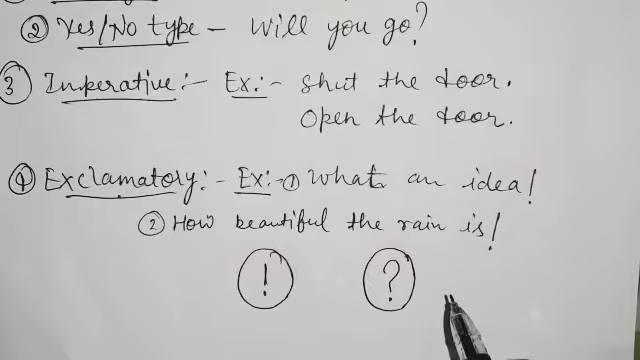 ② Yes/No type - Will you go?
③ Imperative:- Ex:- Shut the door.
Open the door.
④ Exclamatory:- Ex:-① What an idea!
② How beautiful the rain is!
! ?